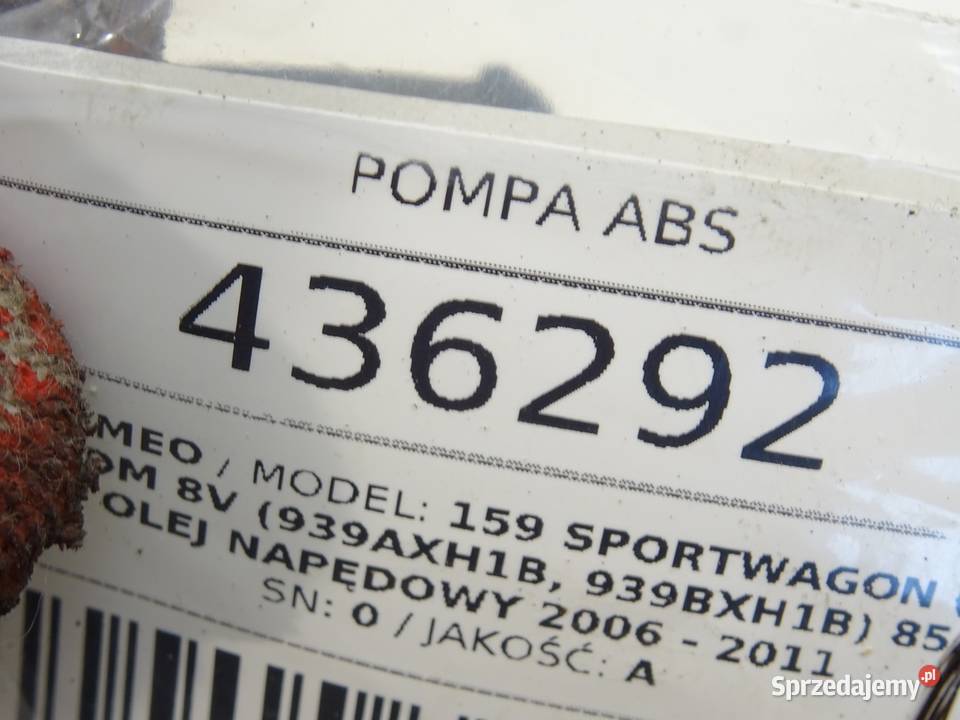 POMPA ABS
436292
MEO / MODEL: 159 SPORTWAGON
8V (939AXH1B, 939BXH1B) 85
OLEJ NAPĘDOWY 2006 - 2011
SN: 0 / JAKOŚĆ: A
Sprzedajemy.pl